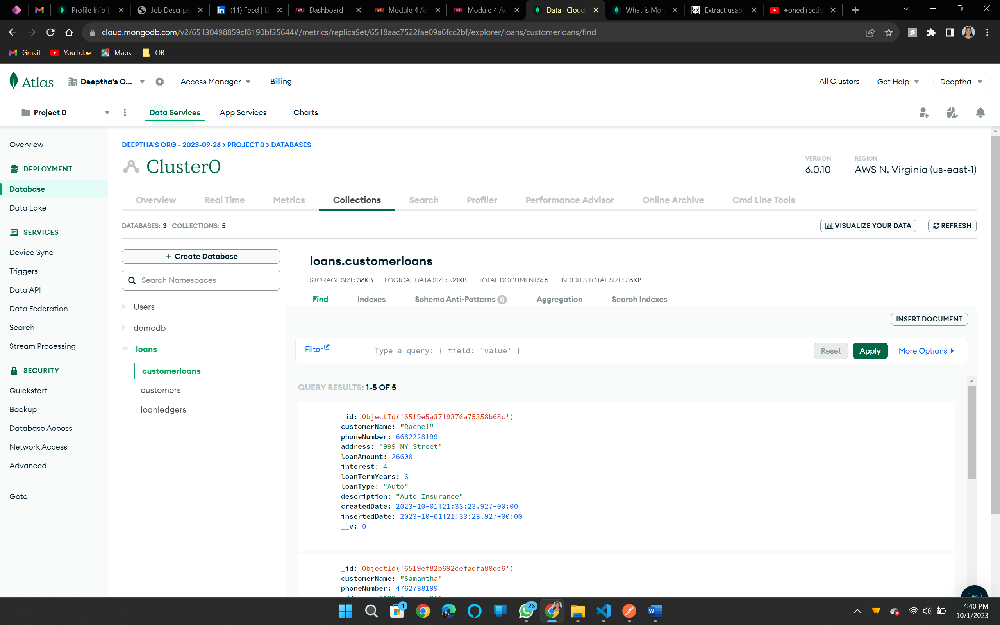 Profile Info |
Job Descripti
(11) Feed | Li
Dashboard
Module 4 Ac
Module 4 Ac
Data | Cloud:
What is Mon
Extract usabl
#onedirectio
cloud.mongodb.com/v2/65130498859cf8190bf35644#/metrics/replicaSet/6518aac7522fae09a6fcc2bf/explorer/loans/customerloans/find
Gmail YouTube Maps QB
Atlas Deeptha's O... Access Manager Billing All Clusters Get Help Deeptha
Project 0 Data Services App Services Charts
Overview
DEPLOYMENT
Database
Data Lake
SERVICES
Device Sync
Triggers
Data API
Data Federation
Search
Stream Processing
SECURITY
Quickstart
Backup
Database Access
Network Access
Advanced
Goto
DEEPTHA'S ORG - 2023-09-26 > PROJECT 0 > DATABASES
Cluster0
VERSION
6.0.10
REGION
AWS N. Virginia (us-east-1)
Overview Real Time Metrics Collections Search Profiler Performance Advisor Online Archive Cmd Line Tools
DATABASES: 3 COLLECTIONS: 5
VISUALIZE YOUR DATA REFRESH
+ Create Database
Search Namespaces
Users
demodb
loans
customerloans
customers
loanledgers
loans.customerloans
STORAGE SIZE: 36KB LOGICAL DATA SIZE: 1.21KB TOTAL DOCUMENTS: 5 INDEXES TOTAL SIZE: 36KB
Find Indexes Schema Anti-Patterns 0 Aggregation Search Indexes
INSERT DOCUMENT
Filter Type a query: { field: 'value' } Reset Apply More Options
QUERY RESULTS: 1-5 OF 5
_id: ObjectId('6519e5a37f9376a75358b68c')
customerName: "Rachel"
phoneNumber: 6682228199
address: "999 NY Street"
loanAmount: 26600
interest: 4
loanTermYears: 6
loanType: "Auto"
description: "Auto Insurance"
createdDate: 2023-10-01T21:33:23.927+00:00
insertedDate: 2023-10-01T21:33:23.927+00:00
__v: 0
_id: ObjectId('6519ef82b692cefadfa80dc6')
customerName: "Samantha"
phoneNumber: 4762738199
1
26
4:40 PM
10/1/2023